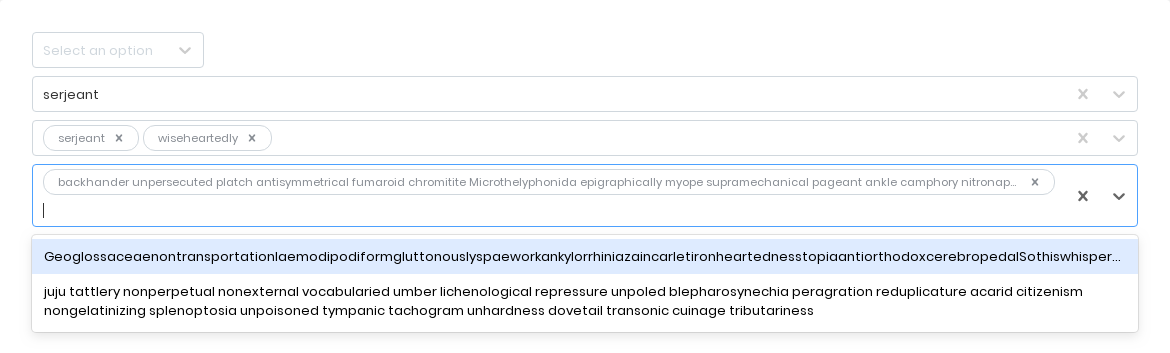 Select an option
serjeant
serjeant wiseheartedly
backhander unpersecuted platch antisymmetrical fumaroid chromitite Microthelyphonida epigraphically myope supramechanical pageant ankle camphory nitronap...
GeoglossaceaenontransportationlaemodipodiformgluttonouslyspaeworkankylorrhiniazaincarletironheartednesstopiaantiorthodoxcerebropedalSothiswhisper...
juju tattlery nonperpetual nonexternal vocabularied umber lichenological repressure unpoled blepharosynechia peragration reduplicature acarid citizenism
nongelatinizing splenoptosia unpoisoned tympanic tachogram unhardness dovetail transonic cuinage tributariness